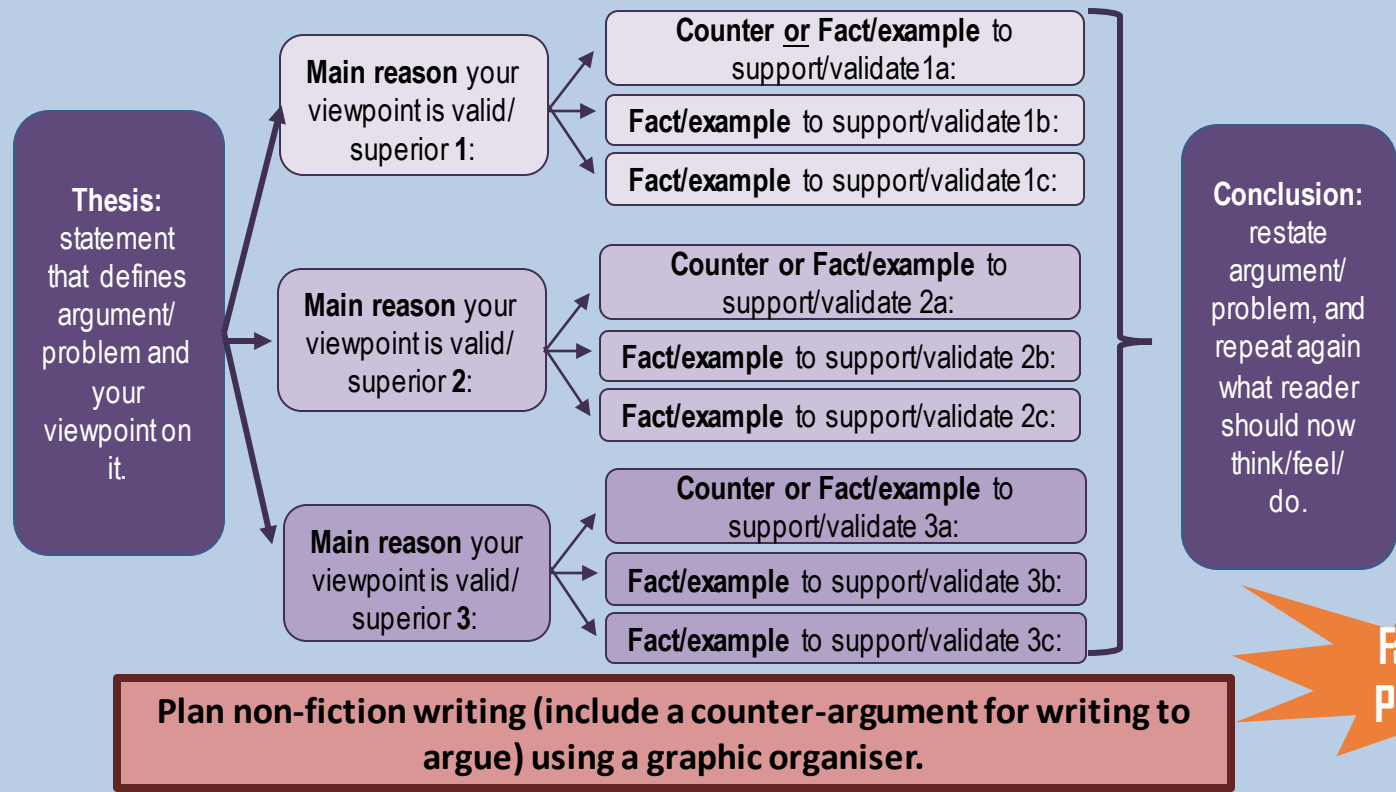 Thesis:
statement
that defines
argument/
problem and
your
viewpoint on
it.
Main reason your
viewpoint is valid/
superior 1:
Counter or Fact/example to
support/validate1a:
Fact/example to support/validate1b:
Fact/example to support/validate1c:
Main reason your
viewpoint is valid/
superior 2:
Counter or Fact/example to
support/validate 2a:
Fact/example to support/validate 2b:
Fact/example to support/validate 2c:
Main reason your
viewpoint is valid/
superior 3:
Counter or Fact/example to
support/validate 3a:
Fact/example to support/validate 3b:
Fact/example to support/validate 3c:
Conclusion:
restate
argument/
problem, and
repeat again
what reader
should now
think/feel/
do.
Plan non-fiction writing (include a counter-argument for writing to
argue) using a graphic organiser.